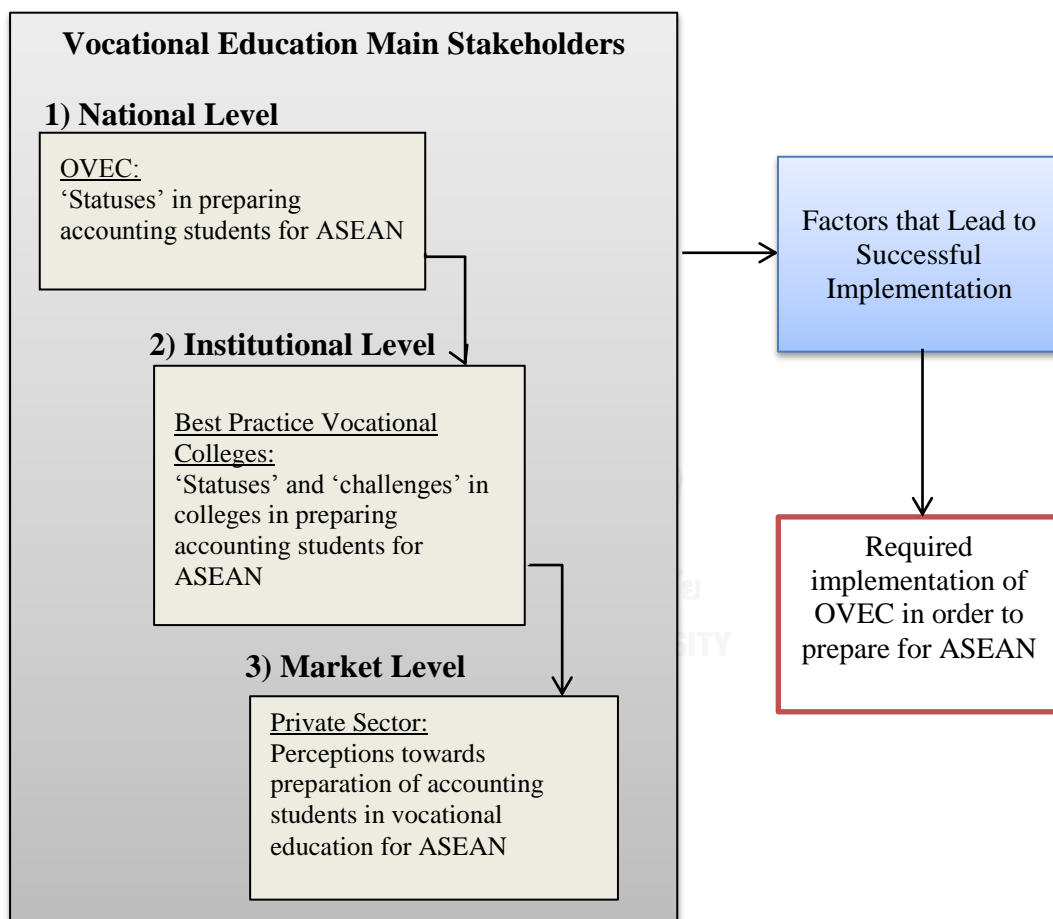 Vocational Education Main Stakeholders
1) National Level
OVEC:
‘Statuses’ in preparing
accounting students for ASEAN
2) Institutional Level
Best Practice Vocational
Colleges:
‘Statuses’ and ‘challenges’ in
colleges in preparing
accounting students for
ASEAN
3) Market Level
Private Sector:
Perceptions towards
preparation of accounting
students in vocational
education for ASEAN
Factors that Lead to
Successful
Implementation
Required
implementation of
OVEC in order to
prepare for ASEAN